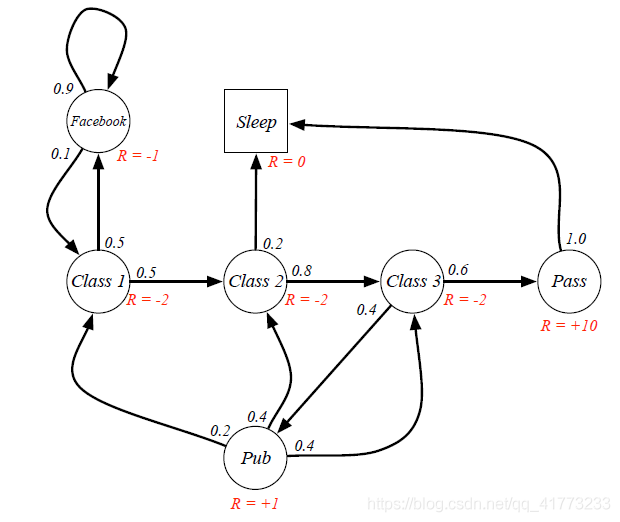 0.9
Facebook
Sleep
0.1
R = -1
R = 0
0.5
0.2
1.0
Class 1
0.5
Class 2
0.8
Class 3
0.6
Pass
R = -2
R = -2
R = -2
0.4
R = +10
0.4
0.2
0.4
Pub
R = +1
https://blog.csdn.net/qq_41773233